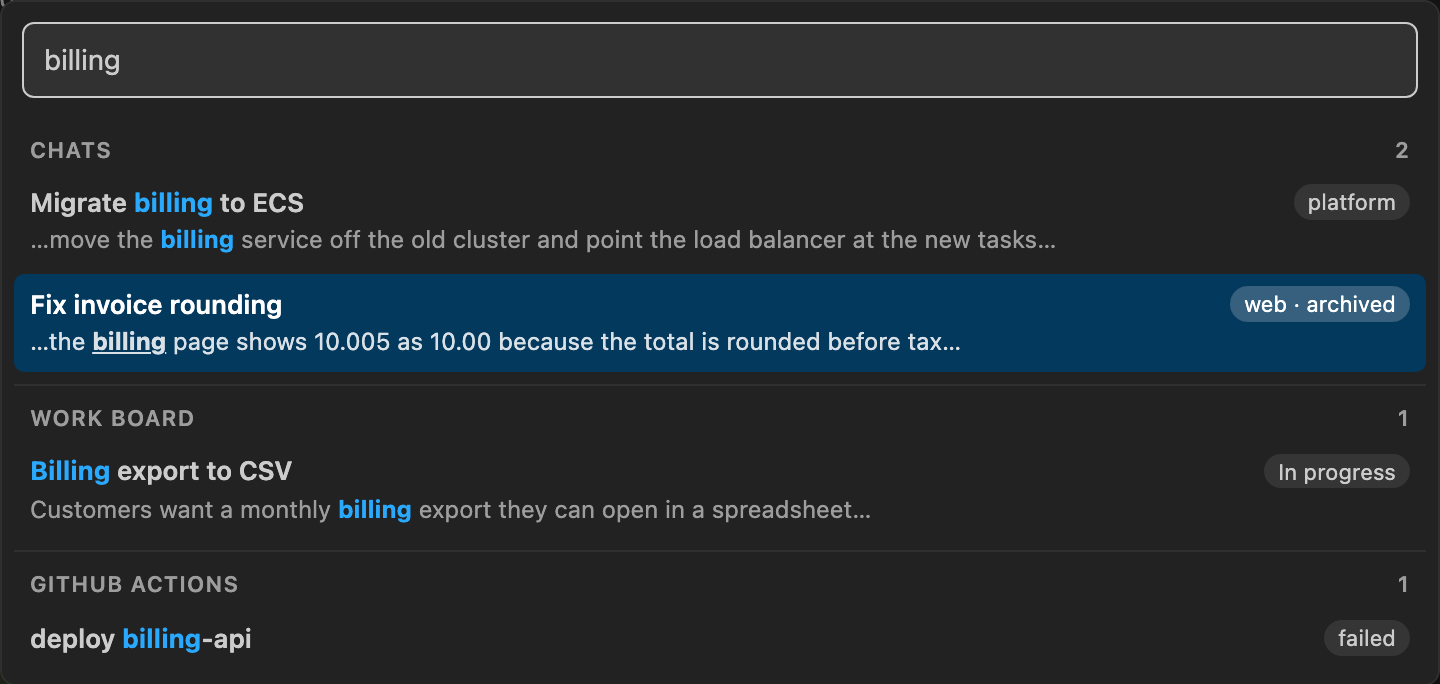 billing
CHATS 2
Migrate billing to ECS platform
...move the billing service off the old cluster and point the load balancer at the new tasks...
Fix invoice rounding web · archived
...the billing page shows 10.005 as 10.00 because the total is rounded before tax...
WORK BOARD 1
Billing export to CSV In progress
Customers want a monthly billing export they can open in a spreadsheet...
GITHUB ACTIONS 1
deploy billing-api failed